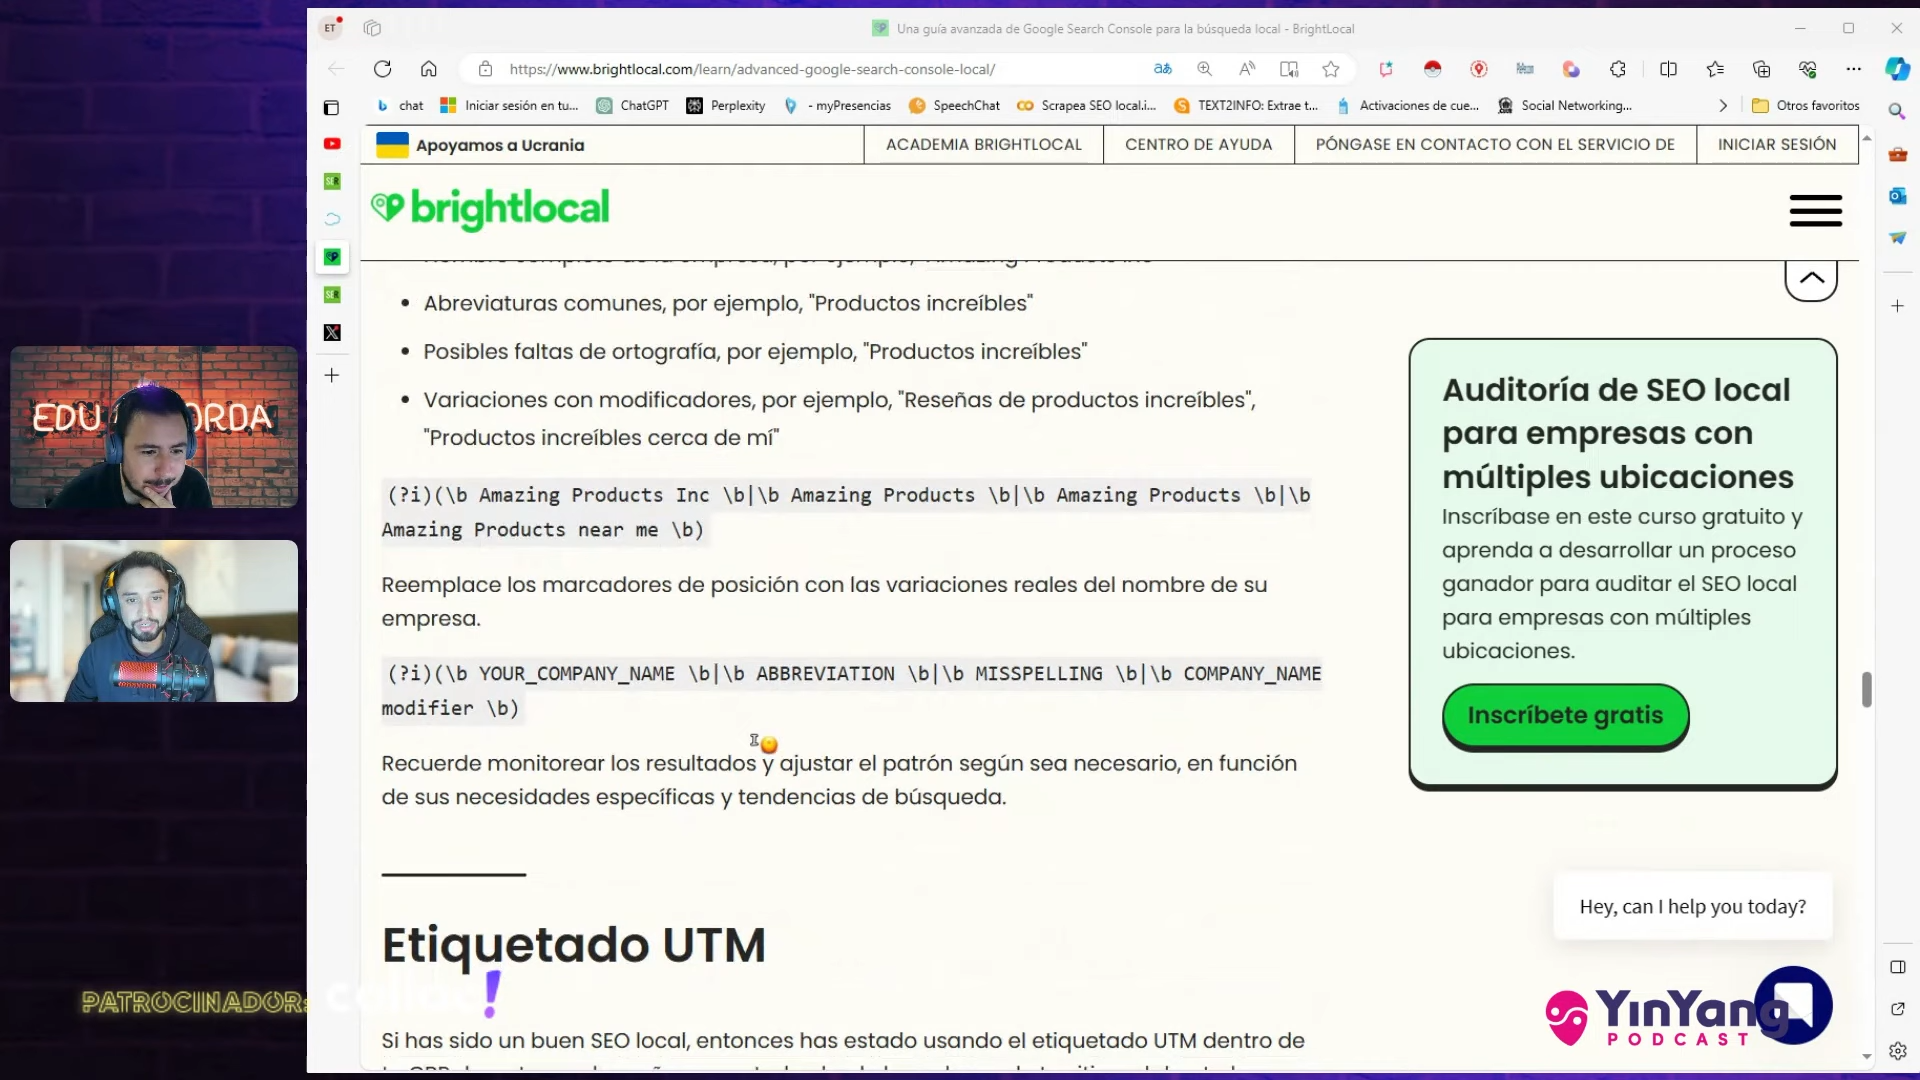 ET
Una guía avanzada de Google Search Console para la búsqueda local - BrightLocal
https://www.brightlocal.com/learn/advanced-google-search-console-local/
chat
Iniciar sesión en tu...
ChatGPT
Perplexity
- myPresencias
SpeechChat
Scrapea SEO local.i...
TEXT2INFO: Extrae t...
Activaciones de cue...
Social Networking...
Otros favoritos
Apoyamos a Ucrania
ACADEMIA BRIGHTLOCAL
CENTRO DE AYUDA
PÓNGASE EN CONTACTO CON EL SERVICIO DE
INICIAR SESIÓN
brightlocal
• Abreviaturas comunes, por ejemplo, "Productos increíbles"
• Posibles faltas de ortografía, por ejemplo, "Productos increíbles"
• Variaciones con modificadores, por ejemplo, "Reseñas de productos increíbles",
"Productos increíbles cerca de mí"
(?i)(\b Amazing Products Inc \b|\b Amazing Products \b|\b Amazing Products \b|\b
Amazing Products near me \b)
Reemplace los marcadores de posición con las variaciones reales del nombre de su
empresa.
(?i)(\b YOUR_COMPANY_NAME \b|\b ABBREVIATION \b|\b MISSPELLING \b|\b COMPANY_NAME
modifier \b)
Recuerde monitorear los resultados y ajustar el patrón según sea necesario, en función
de sus necesidades específicas y tendencias de búsqueda.
Etiquetado UTM
Si has sido un buen SEO local, entonces has estado usando el etiquetado UTM dentro de
Auditoría de SEO local
para empresas con
múltiples ubicaciones
Inscríbase en este curso gratuito y
aprenda a desarrollar un proceso
ganador para auditar el SEO local
para empresas con múltiples
ubicaciones.
Inscríbete gratis
Hey, can I help you today?
YinYang
PODCAST
EDU
ORDA
PATROCINADOR: